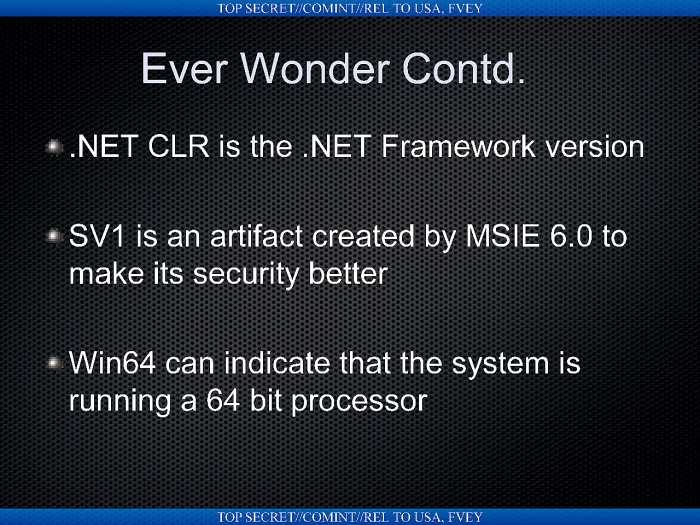 TOP SECRET//COMINT//REL TO USA, FVEY
Ever Wonder Contd.
.NET CLR is the .NET Framework version
SV1 is an artifact created by MSIE 6.0 to
make its security better
Win64 can indicate that the system is
running a 64 bit processor
TOP SECRET//COMINT//REL TO USA, FVEY